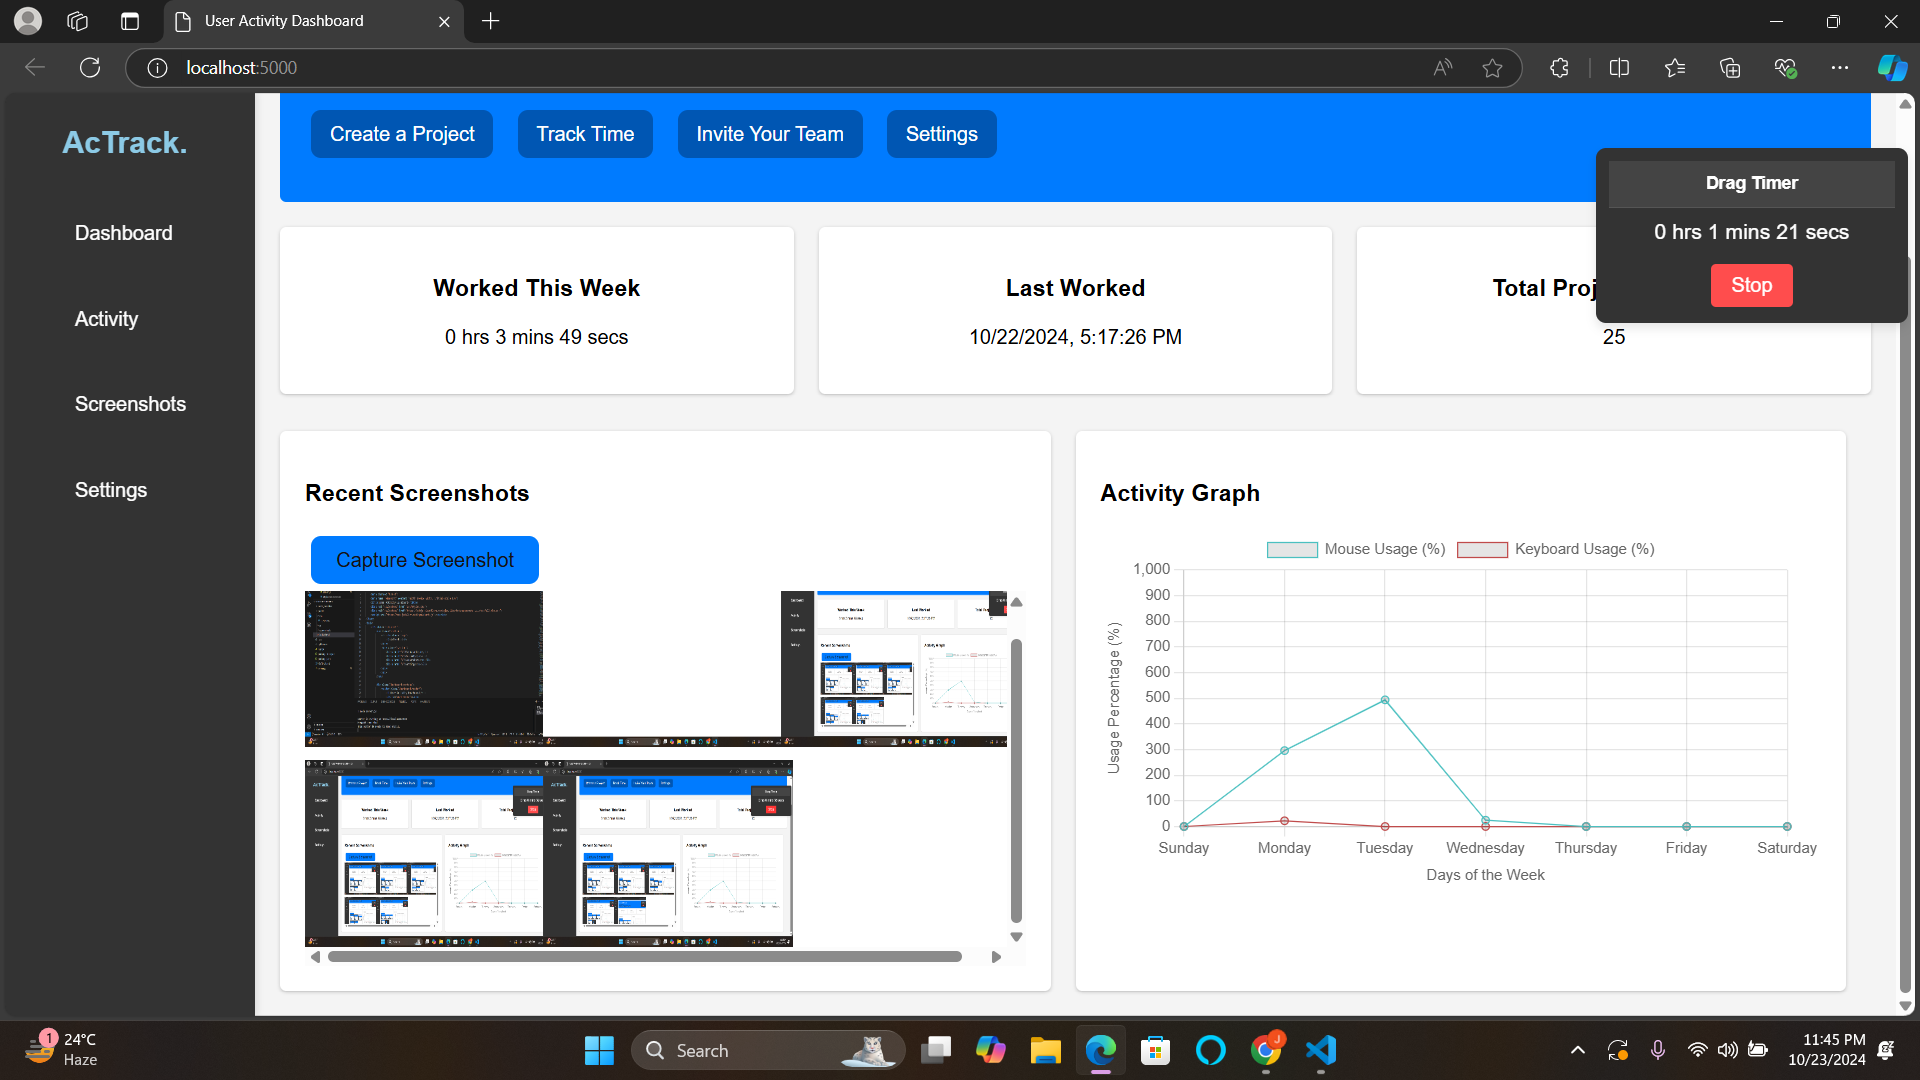 User Activity Dashboard
localhost:5000
AcTrack.
Dashboard
Activity
Screenshots
Settings
Create a Project
Track Time
Invite Your Team
Settings
Drag Timer
0 hrs 1 mins 21 secs
Stop
Worked This Week
0 hrs 3 mins 49 secs
Last Worked
10/22/2024, 5:17:26 PM
Total Proj
25
Recent Screenshots
Capture Screenshot
Activity Graph
Mouse Usage (%)
Keyboard Usage (%)
1,000
900
800
700
600
500
400
300
200
100
0
Usage Percentage (%)
Sunday
Monday
Tuesday
Wednesday
Thursday
Friday
Saturday
Days of the Week
1
24°C
Haze
Search
J
11:45 PM
10/23/2024